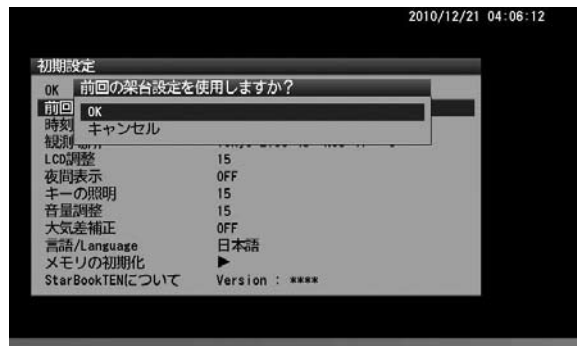 2010/12/21 04:06:12
初期設定
OK
前回の架台設定を使用しますか?
前回
OK
時刻
キャンセル
観測
LCD調整 15
夜間表示 OFF
キーの照明 15
音量調整 15
大気差補正 OFF
言語/Language 日本語
メモリの初期化 ▶
StarBookTENについて Version : ****